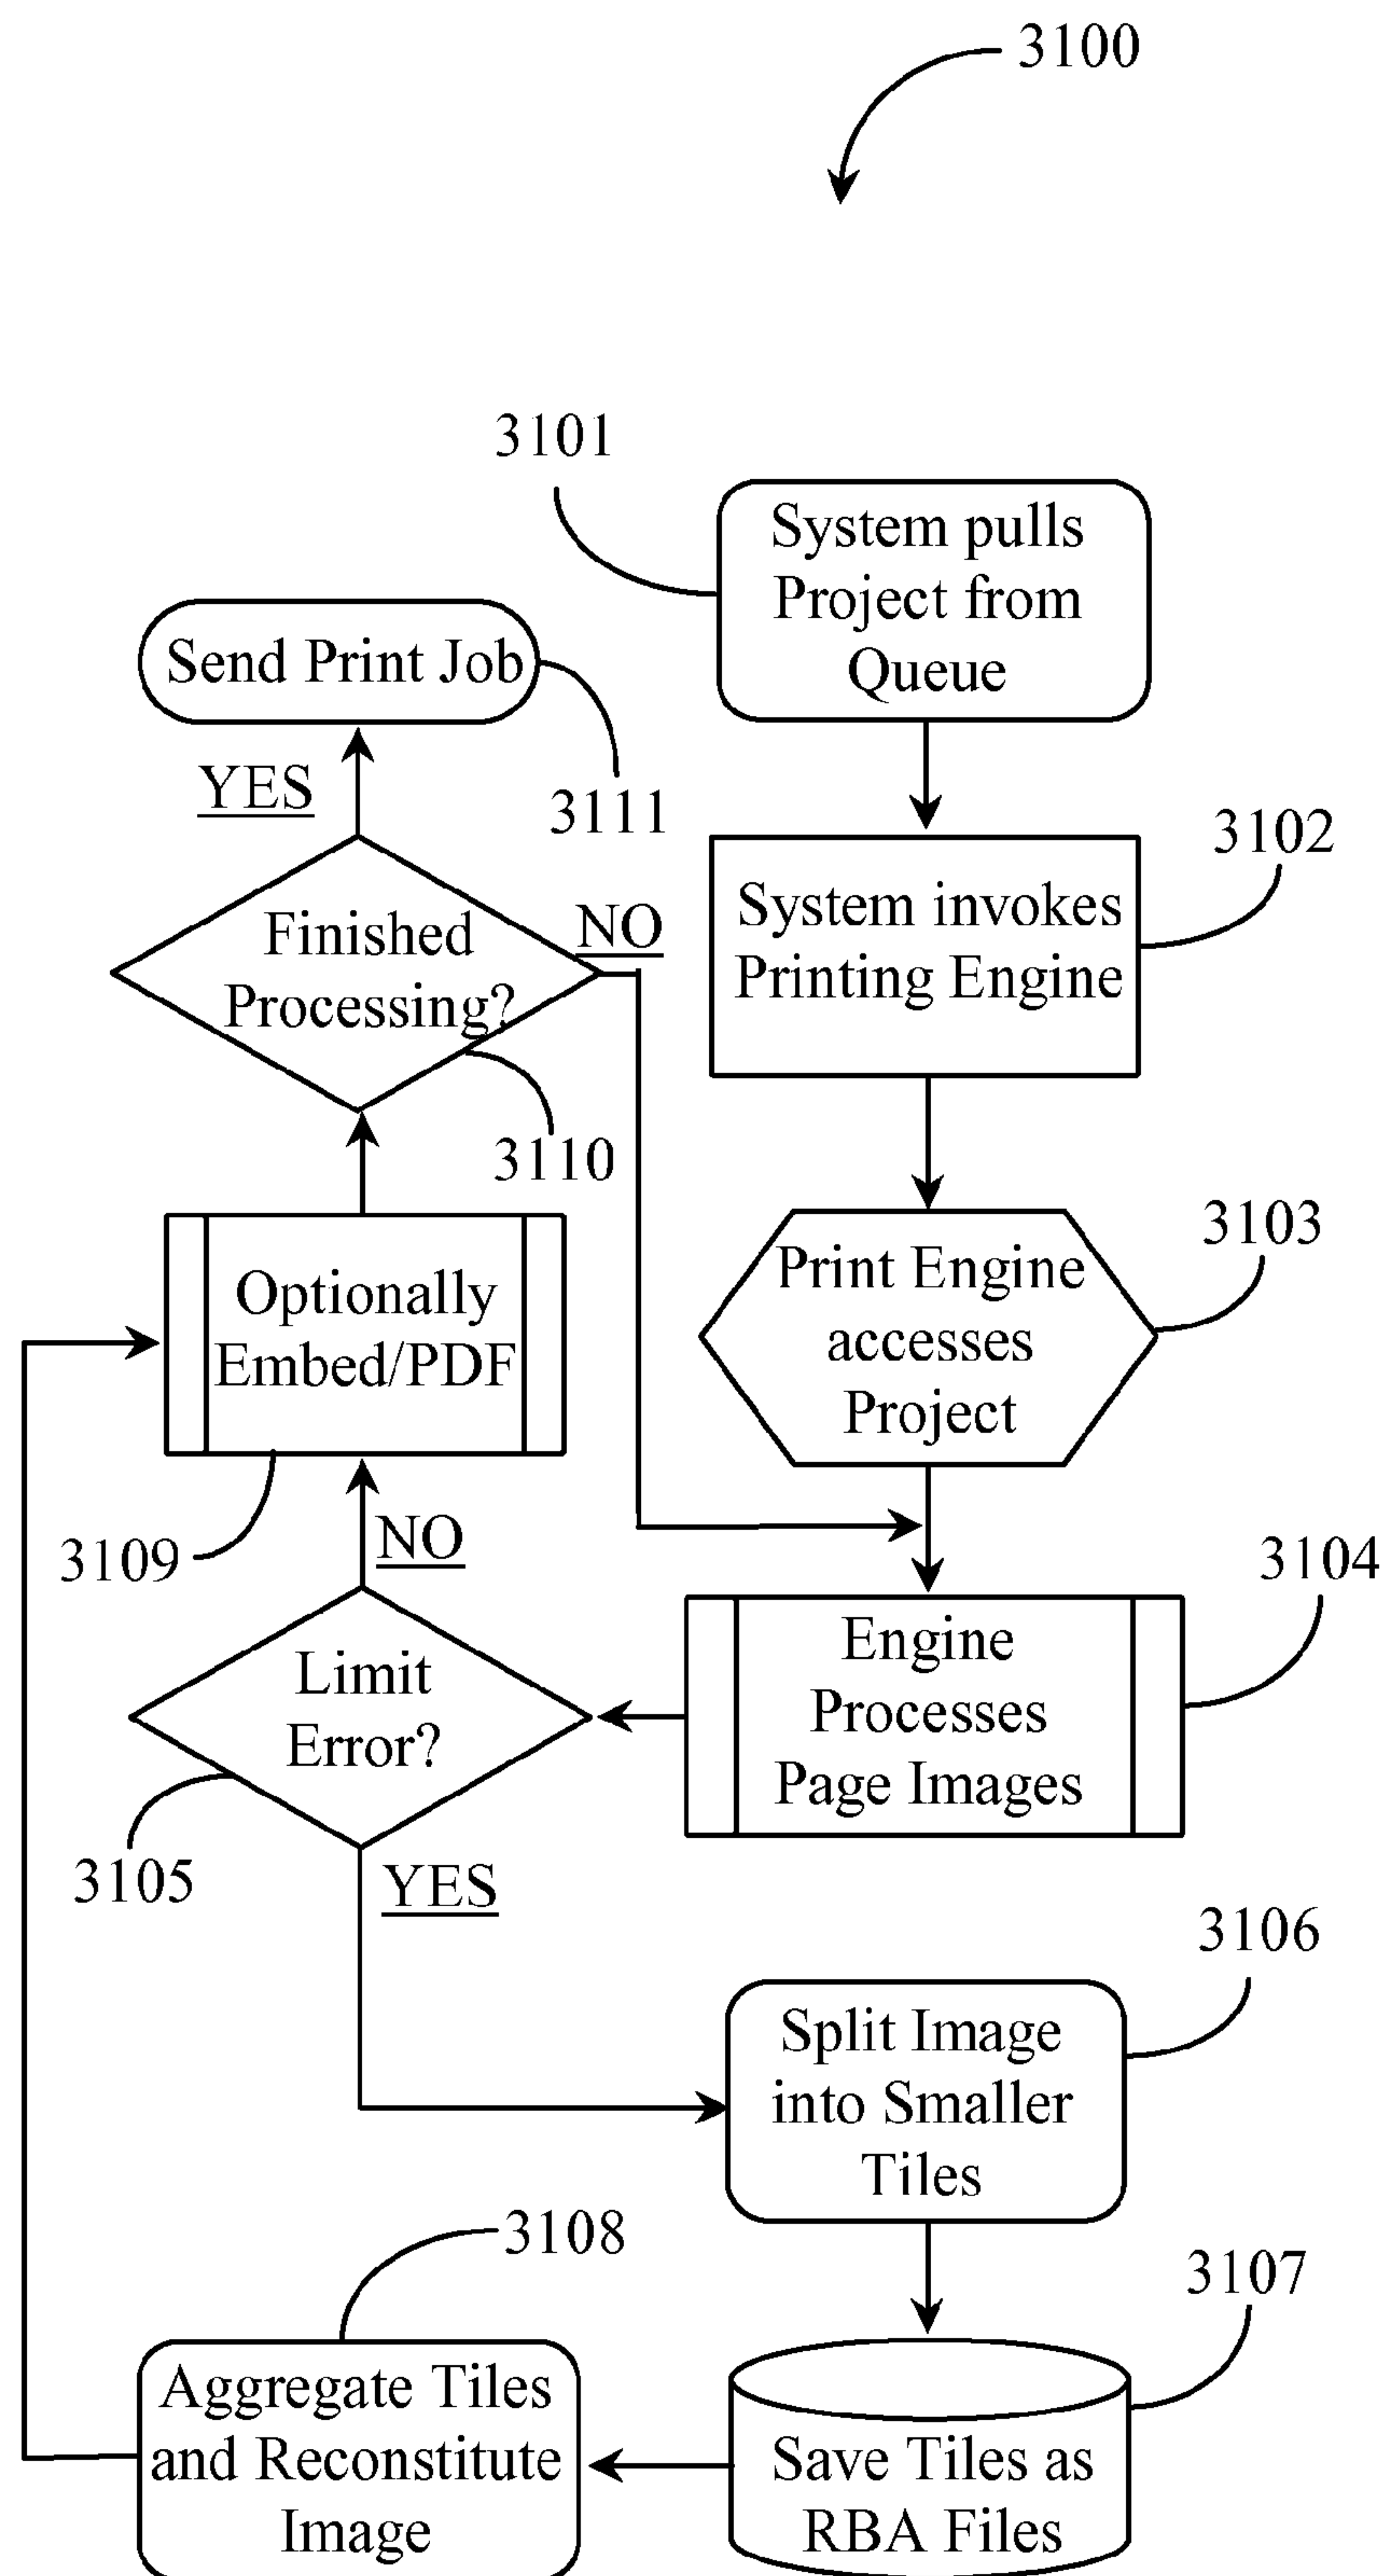 3100
3101
System pulls
Project from
Queue
3102
System invokes
Printing Engine
3103
Print Engine
accesses
Project
3104
Engine
Processes
Page Images
Limit
Error?
3105
YES
NO
3106
Split Image
into Smaller
Tiles
3107
Save Tiles as
RBA Files
3108
Aggregate Tiles
and Reconstitute
Image
Optionally
Embed/PDF
3109
Finished
Processing?
3110
NO
YES
Send Print Job
3111